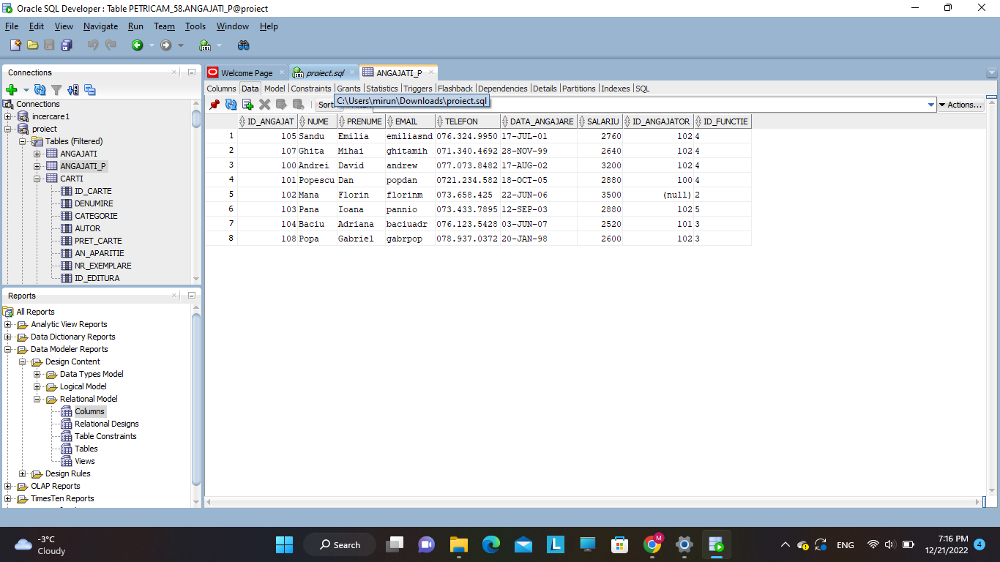 Oracle SQL Developer : Table PETRICAM_58.ANGAJATI_P@proiect
File Edit View Navigate Run Team Tools Window Help
Connections
Connections
incercare1
proiect
Tables (Filtered)
ANGAJATI
ANGAJATI_P
CARTI
ID_CARTE
DENUMIRE
CATEGORIE
AUTOR
PRET_CARTE
AN_APARITIE
NR_EXEMPLARE
ID_EDITURA
Reports
All Reports
Analytic View Reports
Data Dictionary Reports
Data Modeler Reports
Design Content
Data Types Model
Logical Model
Relational Model
Columns
Relational Designs
Table Constraints
Tables
Views
Design Rules
OLAP Reports
TimesTen Reports
Welcome Page proiect.sql ANGAJATI_P
Columns Data Model Constraints Grants Statistics Triggers Flashback Dependencies Details Partitions Indexes SQL
C:\Users\mirun\Downloads\proiect.sql
Sort.. Actions...
ID_ANGAJAT NUME PRENUME EMAIL TELEFON DATA_ANGAJARE SALARIU ID_ANGAJATOR ID_FUNCTIE
1 105 Sandu Emilia emiliasnd 076.324.9950 17-JUL-01 2760 102 4
2 107 Ghita Mihai ghitamih 071.340.4692 28-NOV-99 2640 102 4
3 100 Andrei David andrew 077.073.8482 17-AUG-02 3200 102 4
4 101 Popescu Dan popdan 0721.234.582 18-OCT-05 2880 100 4
5 102 Mana Florin florinm 073.658.425 22-JUN-06 3500 (null) 2
6 103 Pana Ioana pannio 073.433.7895 12-SEP-03 2880 102 5
7 104 Baciu Adriana baciuadr 076.123.5428 03-JUN-07 2520 101 3
8 108 Popa Gabriel gabrpop 078.937.0372 20-JAN-98 2600 102 3
-3°C
Cloudy
Search
L
M
ENG
7:16 PM
12/21/2022
4